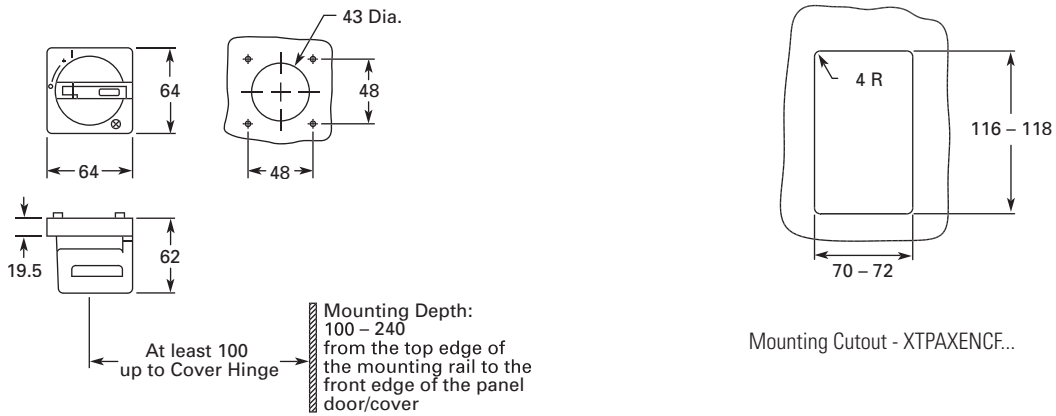 43 Dia.
64
48
64
48
19.5
62
At least 100
up to Cover Hinge
Mounting Depth:
100 – 240
from the top edge of
the mounting rail to the
front edge of the panel
door/cover
4 R
116 – 118
70 – 72
Mounting Cutout - XTPAXENCF...